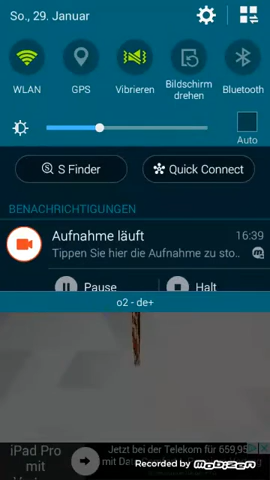 So., 29. Januar
WLAN
GPS
Vibrieren
Bildschirm
drehen
Bluetooth
Auto
S Finder
Quick Connect
BENACHRICHTIGUNGEN
Aufnahme läuft
16:39
Tippen Sie hier die Aufnahme zu sto..
Pause
Halt
o2 - de+
iPad Pro
mit
Jetzt bei der Telekom für 659,95
mit
Recorded by Mobizen